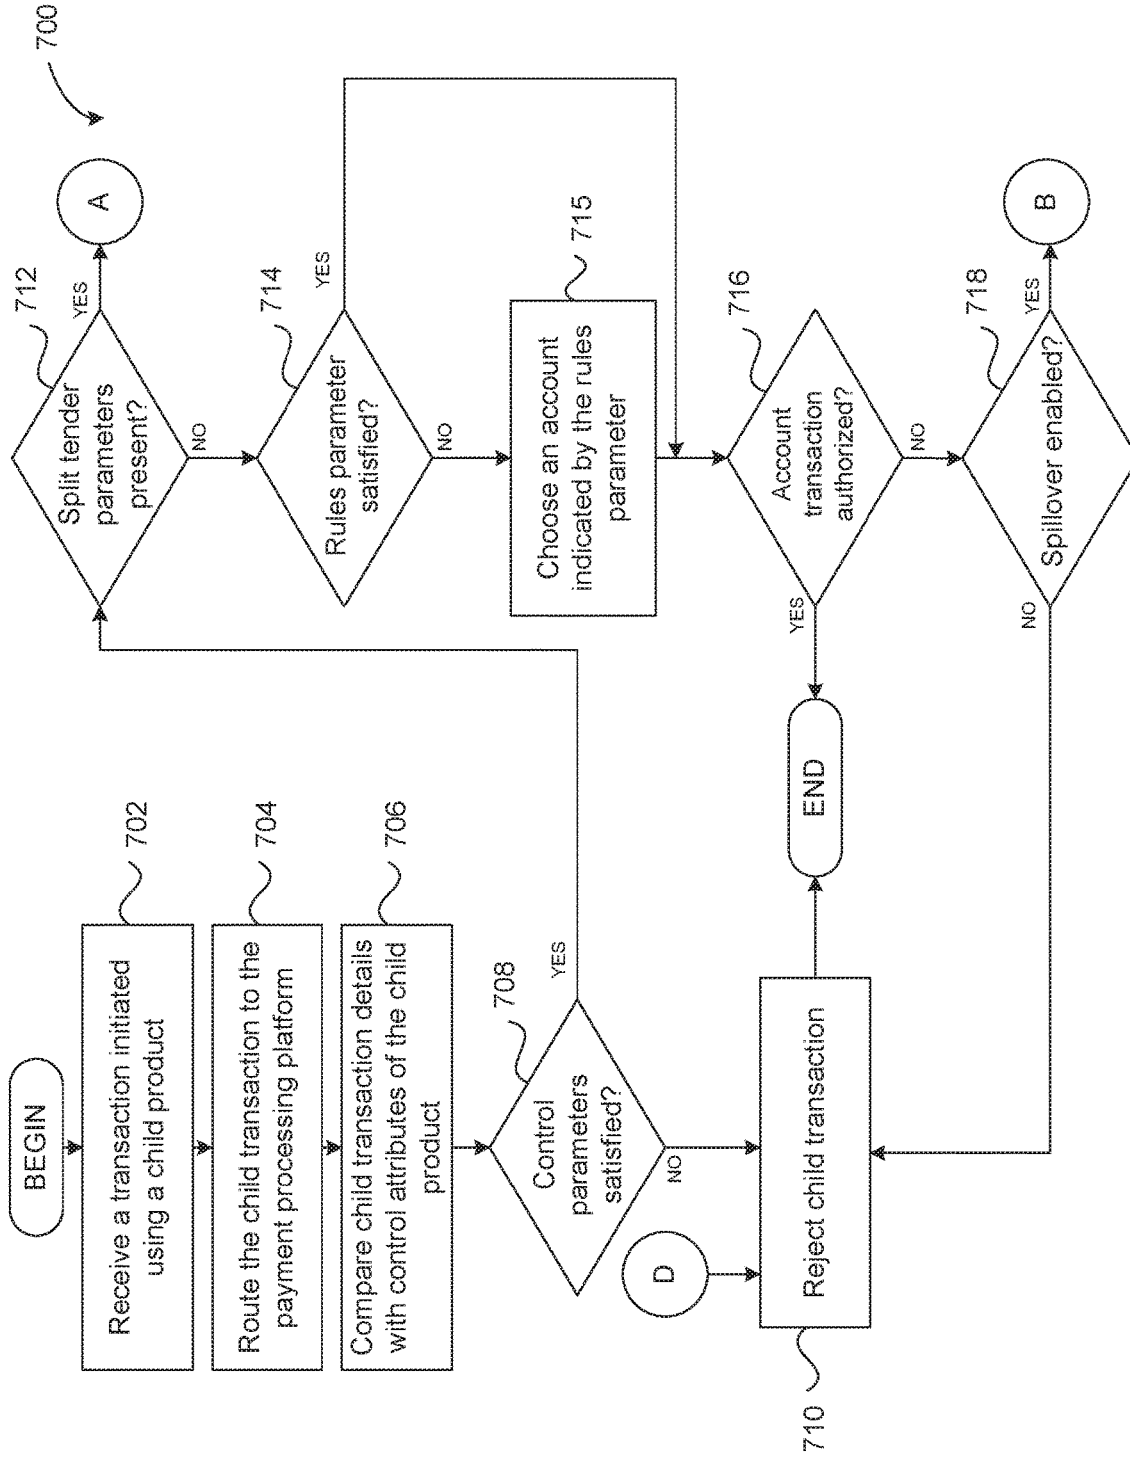 700
BEGIN
Receive a transaction initiated
using a child product
702
Route the child transaction to the
payment processing platform
704
Compare child transaction details
with control attributes of the child
product
706
Control
parameters
satisfied?
708
YES
NO
D
Reject child transaction
710
END
Split tender
parameters
present?
712
YES
A
NO
Rules parameter
satisfied?
714
YES
NO
Choose an account
indicated by the rules
parameter
715
Account
transaction
authorized?
716
YES
NO
Spillover enabled?
718
YES
B
NO